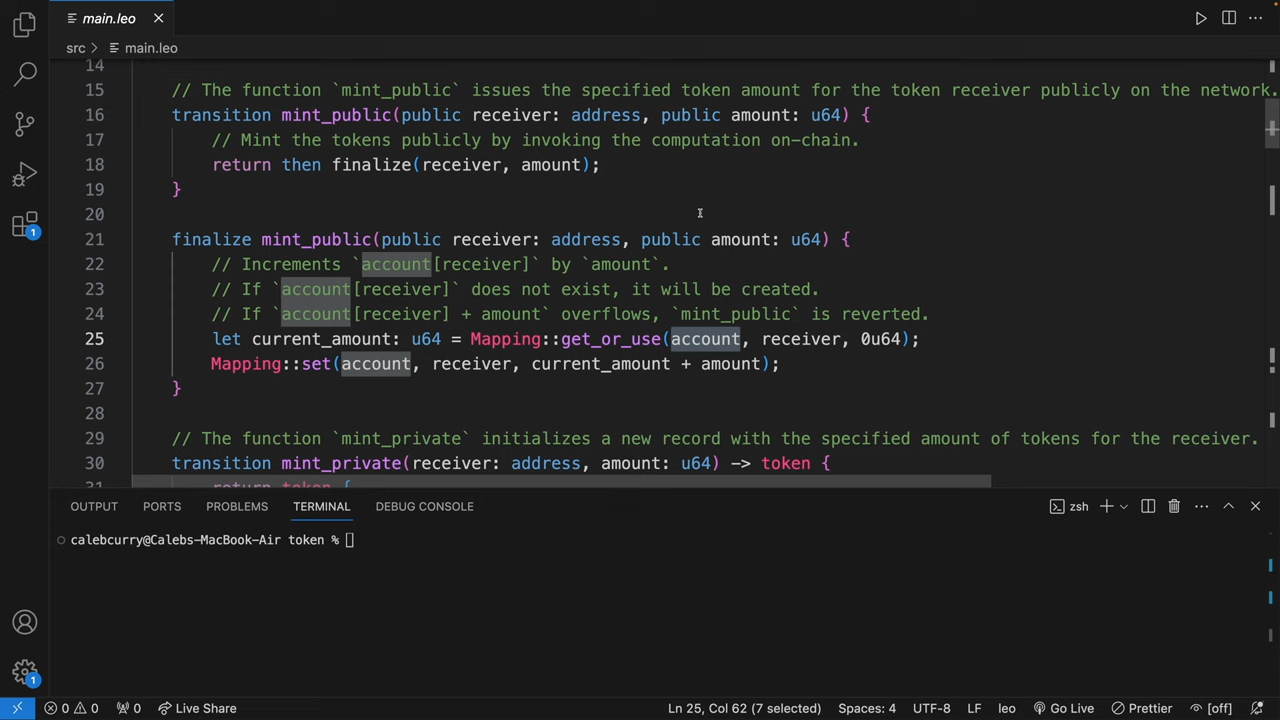 main.leo
src > main.leo
14
15 // The function `mint_public` issues the specified token amount for the token receiver publicly on the network.
16 transition mint_public(public receiver: address, public amount: u64) {
17 // Mint the tokens publicly by invoking the computation on-chain.
18 return then finalize(receiver, amount);
19 }
20
21 finalize mint_public(public receiver: address, public amount: u64) {
22 // Increments `account[receiver]` by `amount`.
23 // If `account[receiver]` does not exist, it will be created.
24 // If `account[receiver] + amount` overflows, `mint_public` is reverted.
25 let current_amount: u64 = Mapping::get_or_use(account, receiver, 0u64);
26 Mapping::set(account, receiver, current_amount + amount);
27 }
28
29 // The function `mint_private` initializes a new record with the specified amount of tokens for the receiver.
30 transition mint_private(receiver: address, amount: u64) -> token {
31 return token {
OUTPUT PORTS PROBLEMS TERMINAL DEBUG CONSOLE zsh
calebcurry@Calebs-MacBook-Air token %
1
1
0 0 0 Live Share Ln 25, Col 62 (7 selected) Spaces: 4 UTF-8 LF leo Go Live Prettier [off]